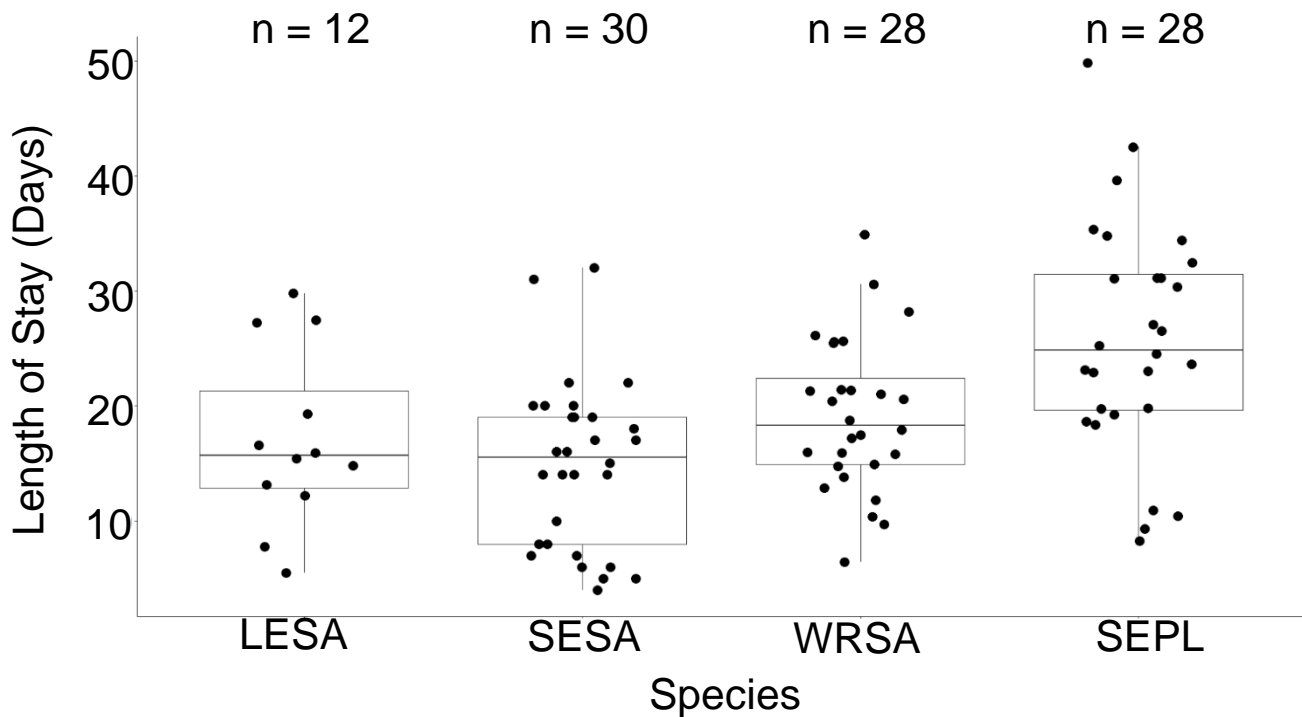 n = 12 n = 30 n = 28 n = 28
50
40
30
20
10
Length of Stay (Days)
LESA SESA WRSA SEPL
Species